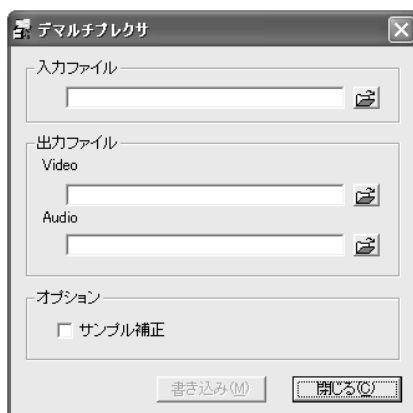 デマルチプレクサ
入力ファイル
出力ファイル
Video
Audio
オプション
サンプル補正
書き込み(M) 閉じる(C)